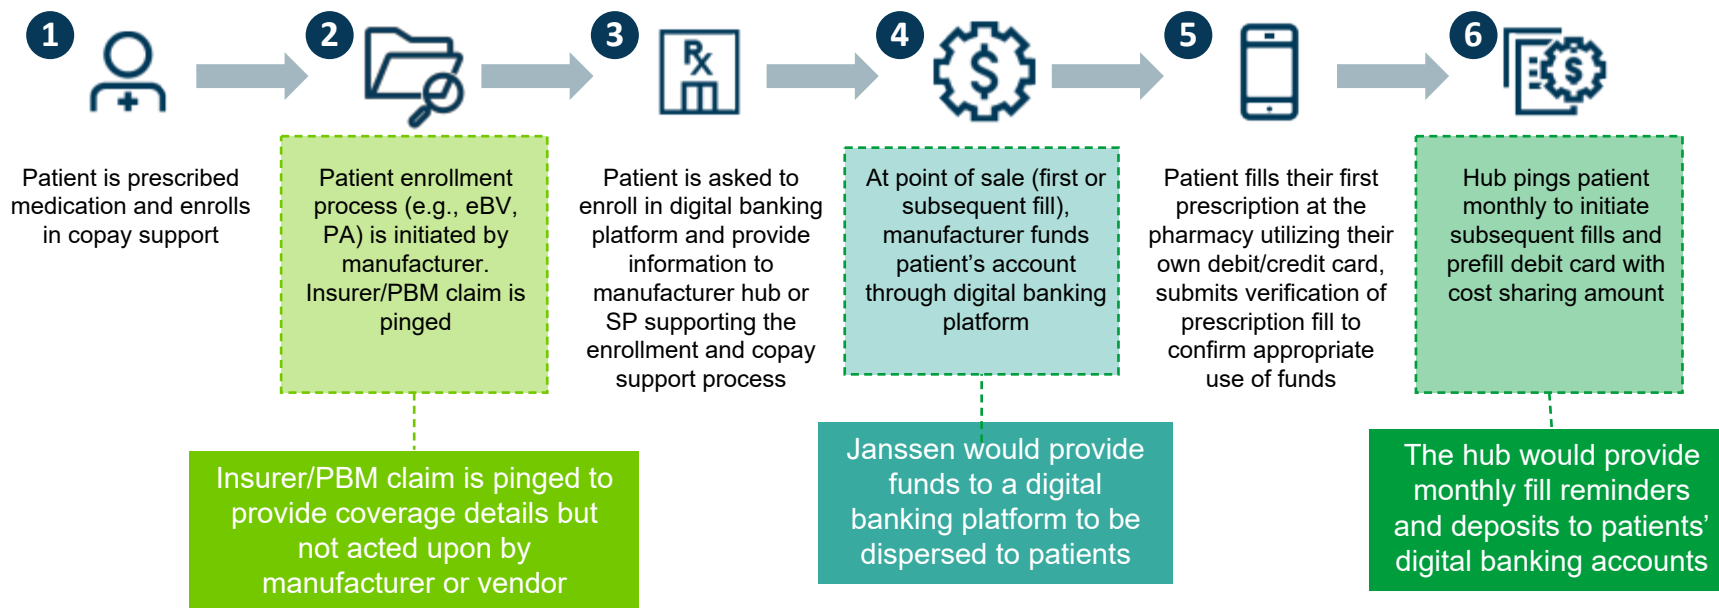 1
Patient is prescribed
medication and enrolls
in copay support
2
Patient enrollment
process (e.g., eBV,
PA) is initiated by
manufacturer.
Insurer/PBM claim is
pinged
Insurer/PBM claim is pinged to
provide coverage details but
not acted upon by
manufacturer or vendor
3
Rx
Patient is asked to
enroll in digital banking
platform and provide
information to
manufacturer hub or
SP supporting the
enrollment and copay
support process
4
$
At point of sale (first or
subsequent fill),
manufacturer funds
patient’s account
through digital banking
platform
Janssen would provide
funds to a digital
banking platform to be
dispersed to patients
5
Patient fills their first
prescription at the
pharmacy utilizing their
own debit/credit card,
submits verification of
prescription fill to
confirm appropriate
use of funds
6
$
Hub pings patient
monthly to initiate
subsequent fills and
prefill debit card with
cost sharing amount
The hub would provide
monthly fill reminders
and deposits to patients’
digital banking accounts